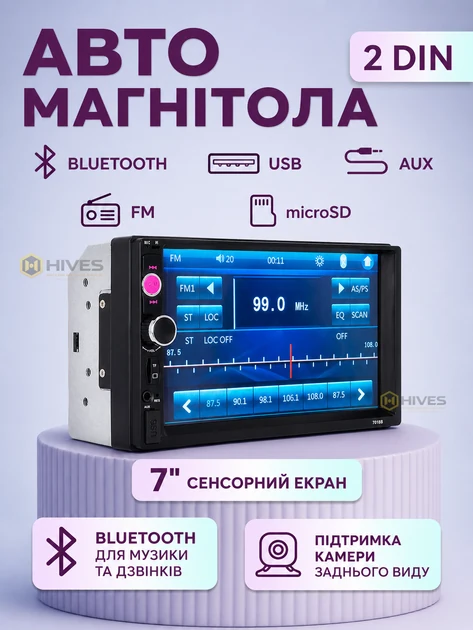 АВТО
МАГНІТОЛА
2 DIN
BLUETOOTH
USB
AUX
FM
microSD
HIVES
MIC
FM
20
00:11
FM1
AS/PS
99.0 MHz
ST
LOC
EQ
SCAN
ST
LOC OFF
OFF
87.5
108.0
87.5
90.1
98.1
106.1
108.0
87.5
AUX
7018B
HIVES
7" СЕНСОРНИЙ ЕКРАН
BLUETOOTH
ДЛЯ МУЗИКИ
ТА ДЗВІНКІВ
ПІДТРИМКА
КАМЕРИ
ЗАДНЬОГО ВИДУ